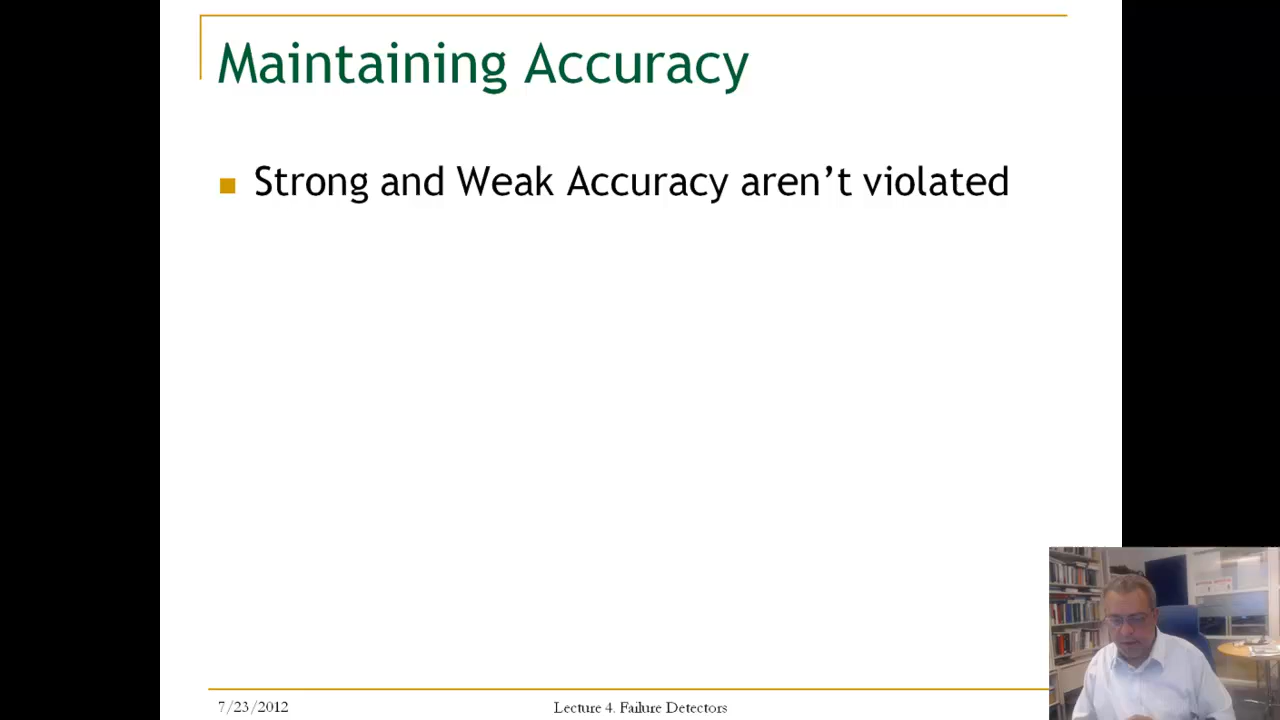 Maintaining Accuracy
Strong and Weak Accuracy aren't violated
7/23/2012
Lecture 4. Failure Detectors